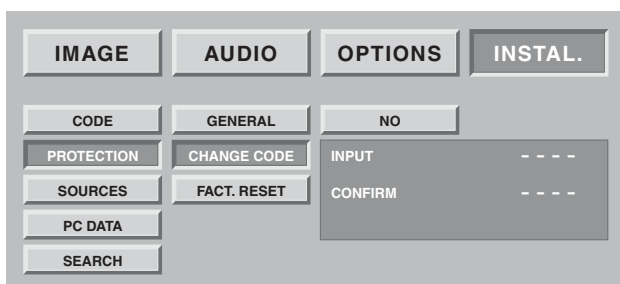 IMAGE AUDIO OPTIONS INSTAL.
CODE GENERAL NO
PROTECTION CHANGE CODE INPUT - - - -
SOURCES FACT. RESET CONFIRM - - - -
PC DATA
SEARCH